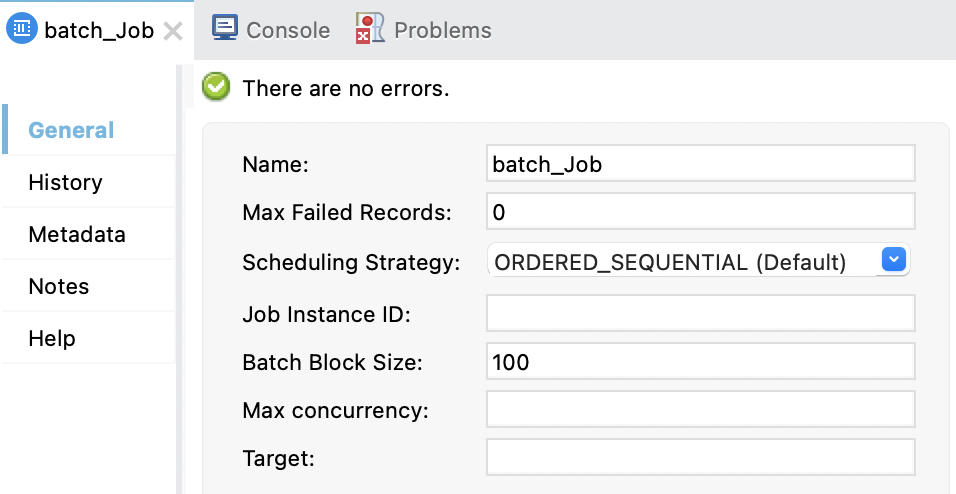 batch_Job
Console
Problems
There are no errors.
General
History
Metadata
Notes
Help
Name: batch_Job
Max Failed Records: 0
Scheduling Strategy: ORDERED_SEQUENTIAL (Default)
Job Instance ID:
Batch Block Size: 100
Max concurrency:
Target: